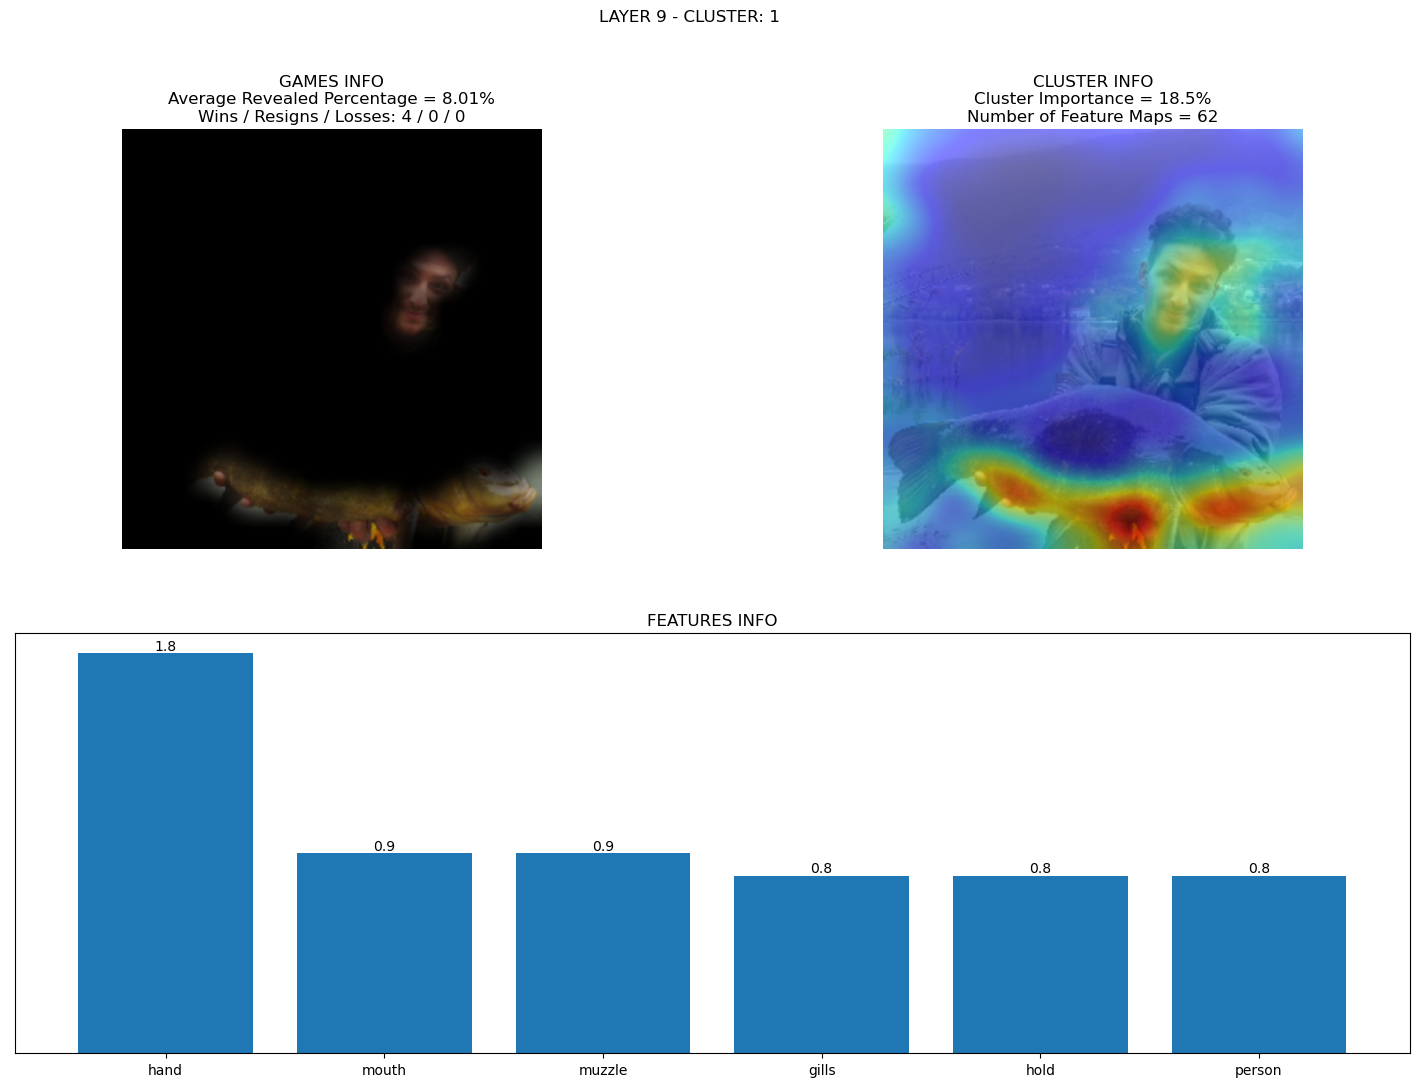 LAYER 9 - CLUSTER: 1
GAMES INFO
Average Revealed Percentage = 8.01%
Wins / Resigns / Losses: 4 / 0 / 0
CLUSTER INFO
Cluster Importance = 18.5%
Number of Feature Maps = 62
FEATURES INFO
1.8
0.9
0.9
0.8
0.8
0.8
hand
mouth
muzzle
gills
hold
person